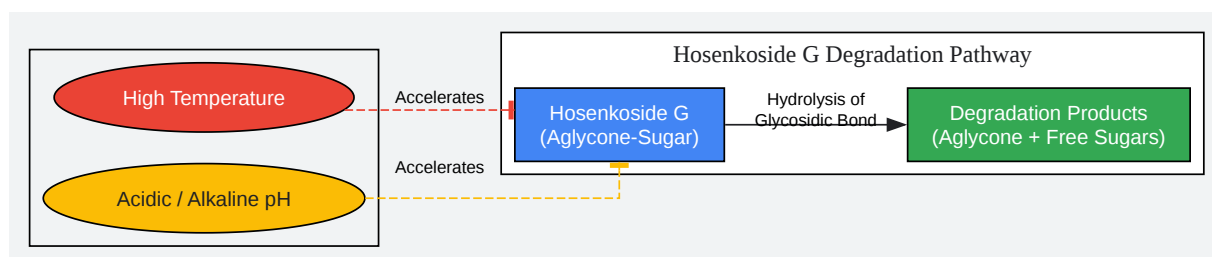 Hosenkoside G Degradation Pathway
High Temperature
Accelerates
Hosenkoside G
(Aglycone-Sugar)
Hydrolysis of
Glycosidic Bond
Degradation Products
(Aglycone + Free Sugars)
Accelerates
Acidic / Alkaline pH